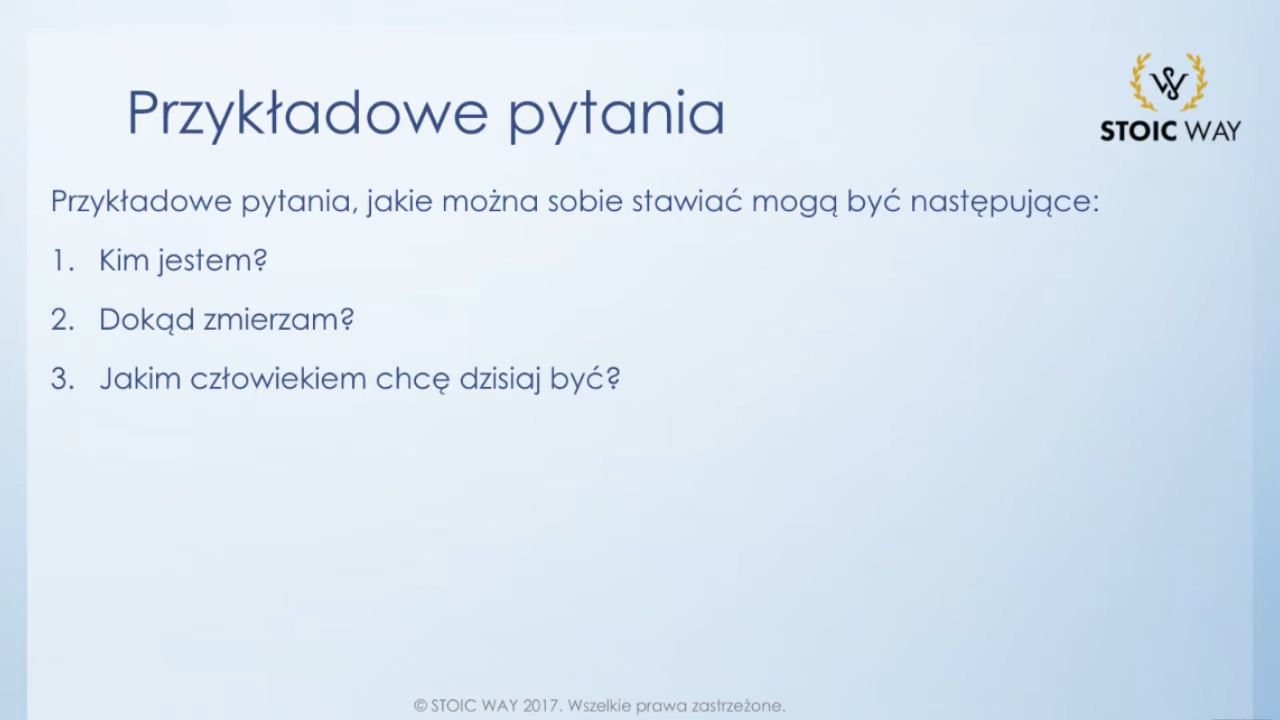 Przykładowe pytania
STOIC WAY
Przykładowe pytania, jakie można sobie stawiać mogą być następujące:
1. Kim jestem?
2. Dokąd zmierzam?
3. Jakim człowiekiem chcę dzisiaj być?
© STOIC WAY 2017. Wszelkie prawa zastrzeżone.